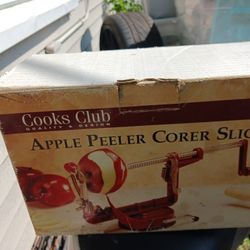 Cooks Club
QUALITY & DESIGN
APPLE PEELER CORER SLIC